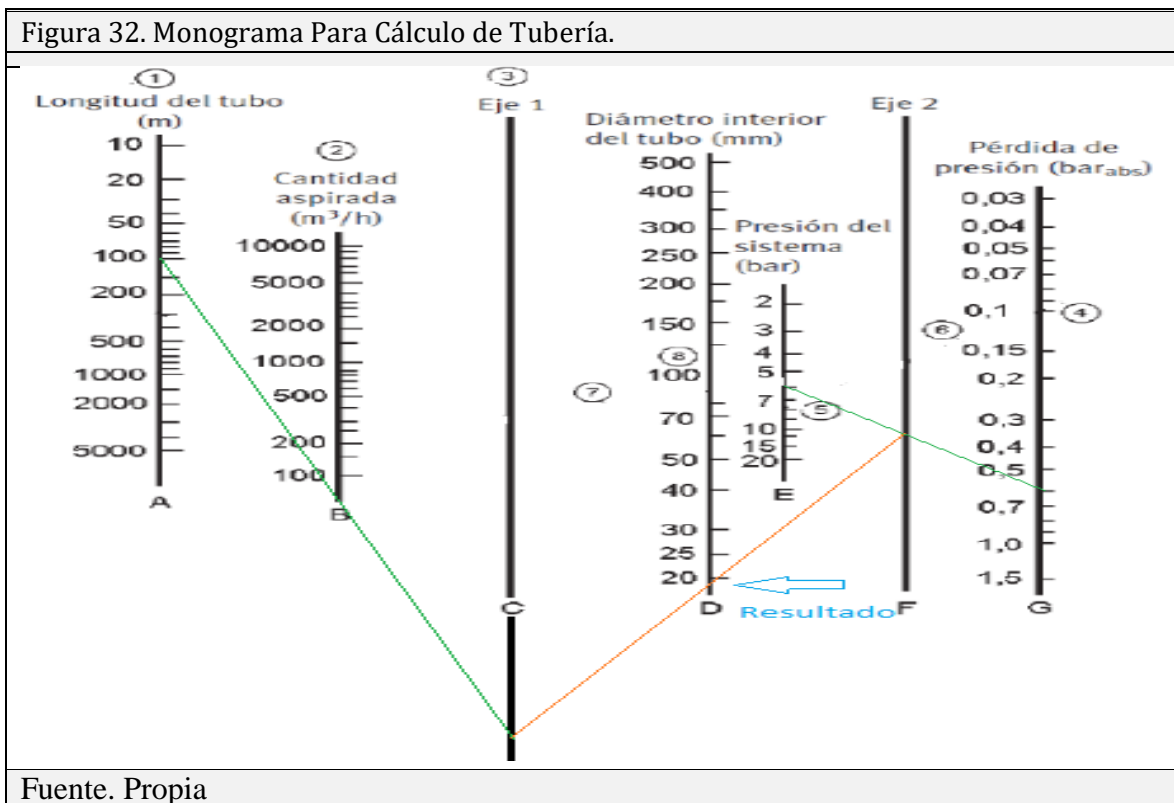 Figura 32. Monograma Para Cálculo de Tubería.
1
Longitud del tubo
(m)
10
20
50
100
200
500
1000
2000
5000
A
2
Cantidad
aspirada
(m³/h)
10000
5000
2000
1000
500
200
100
B
3
Eje 1
C
7
Diámetro interior
del tubo (mm)
500
400
300
250
200
150
8
100
70
50
40
30
25
20
D
Resultado
Presión del
sistema
(bar)
2
3
4
5
7
10
15
20
E
5
Eje 2
6
F
Pérdida de
presión (barabs)
0,03
0,04
0,05
0,07
0,1
4
0,15
0,2
0,3
0,4
0,5
0,7
1,0
1,5
G
Fuente. Propia